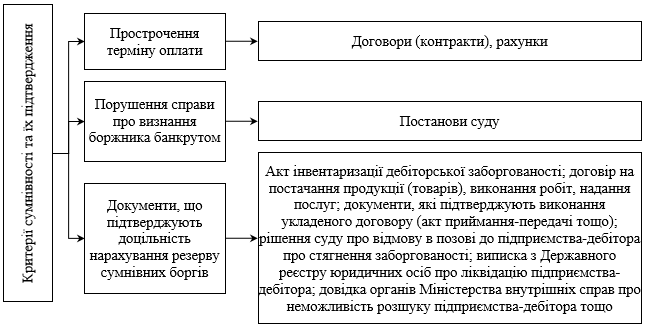 Критерії сумнівності та їх підтвердження
Прострочення
терміну оплати
Договори (контракти), рахунки
Порушення справи
про визнання
боржника банкрутом
Постанови суду
Документи, що
підтверджують
доцільність
нарахування резерву
сумнівних боргів
Акт інвентаризації дебіторської заборгованості; договір на
постачання продукції (товарів), виконання робіт, надання
послуг; документи, які підтверджують виконання
укладеного договору (акт приймання-передачі тощо);
рішення суду про відмову в позові до підприємства-дебітора
про стягнення заборгованості; виписка з Державного
реєстру юридичних осіб про ліквідацію підприємства-
дебітора; довідка органів Міністерства внутрішніх справ про
неможливість розшуку підприємства-дебітора тощо